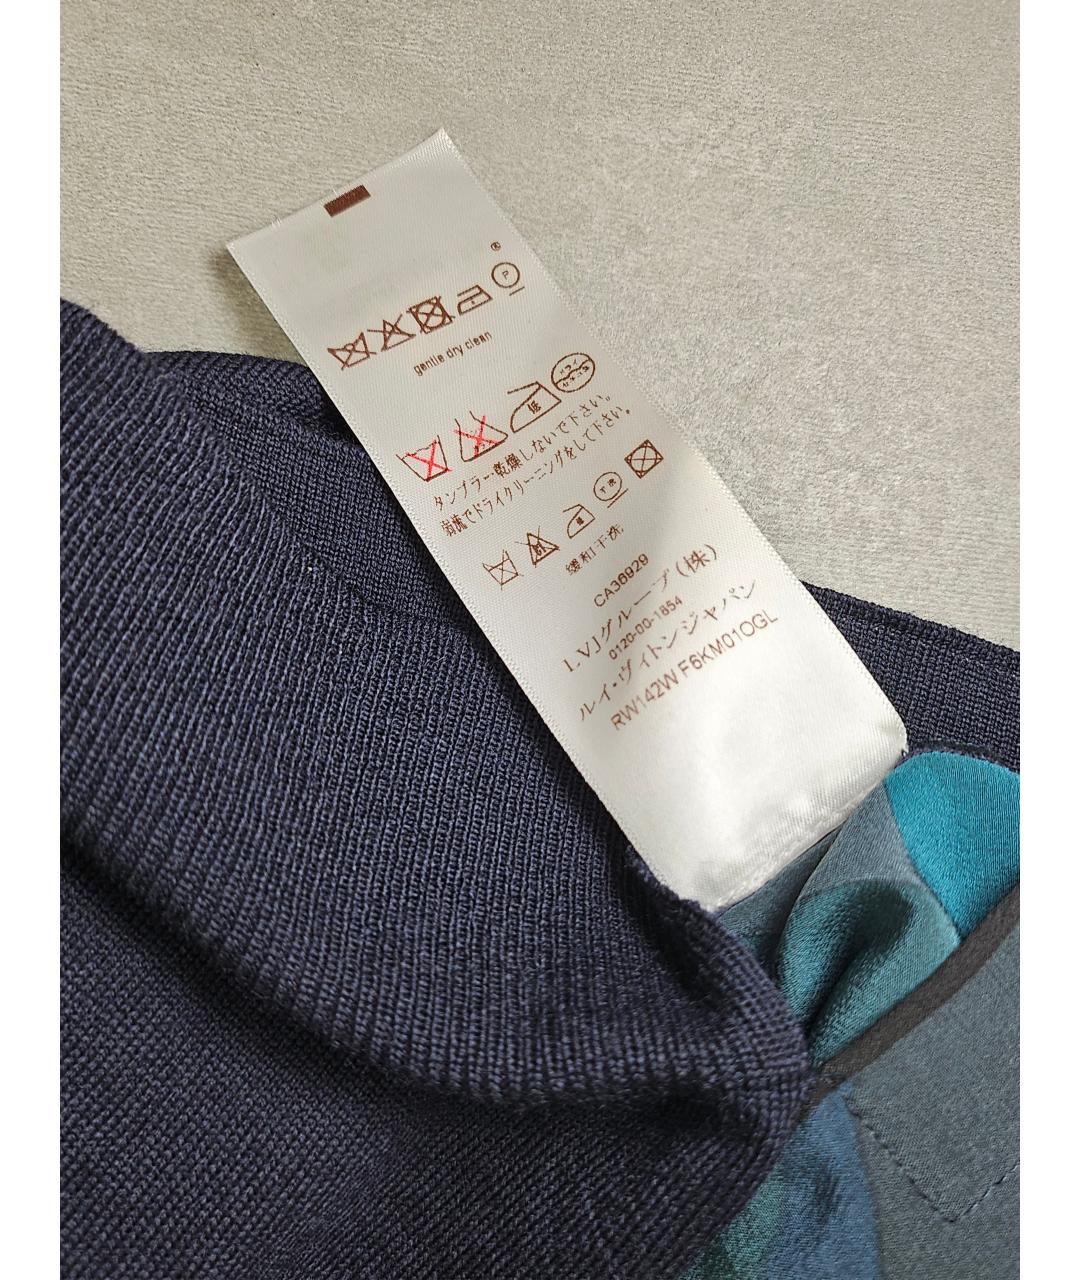 ®
P
gentle dry clean
低
ドライ
セキユ系
タンブラー乾燥しないで下さい。
弱流でドライクリーニングをして下さい。
缓和干洗
CA36929
LVJグループ(株)
0120-00-1854
ルイ・ヴィトンジャパン
RW142W F6KM01OGL